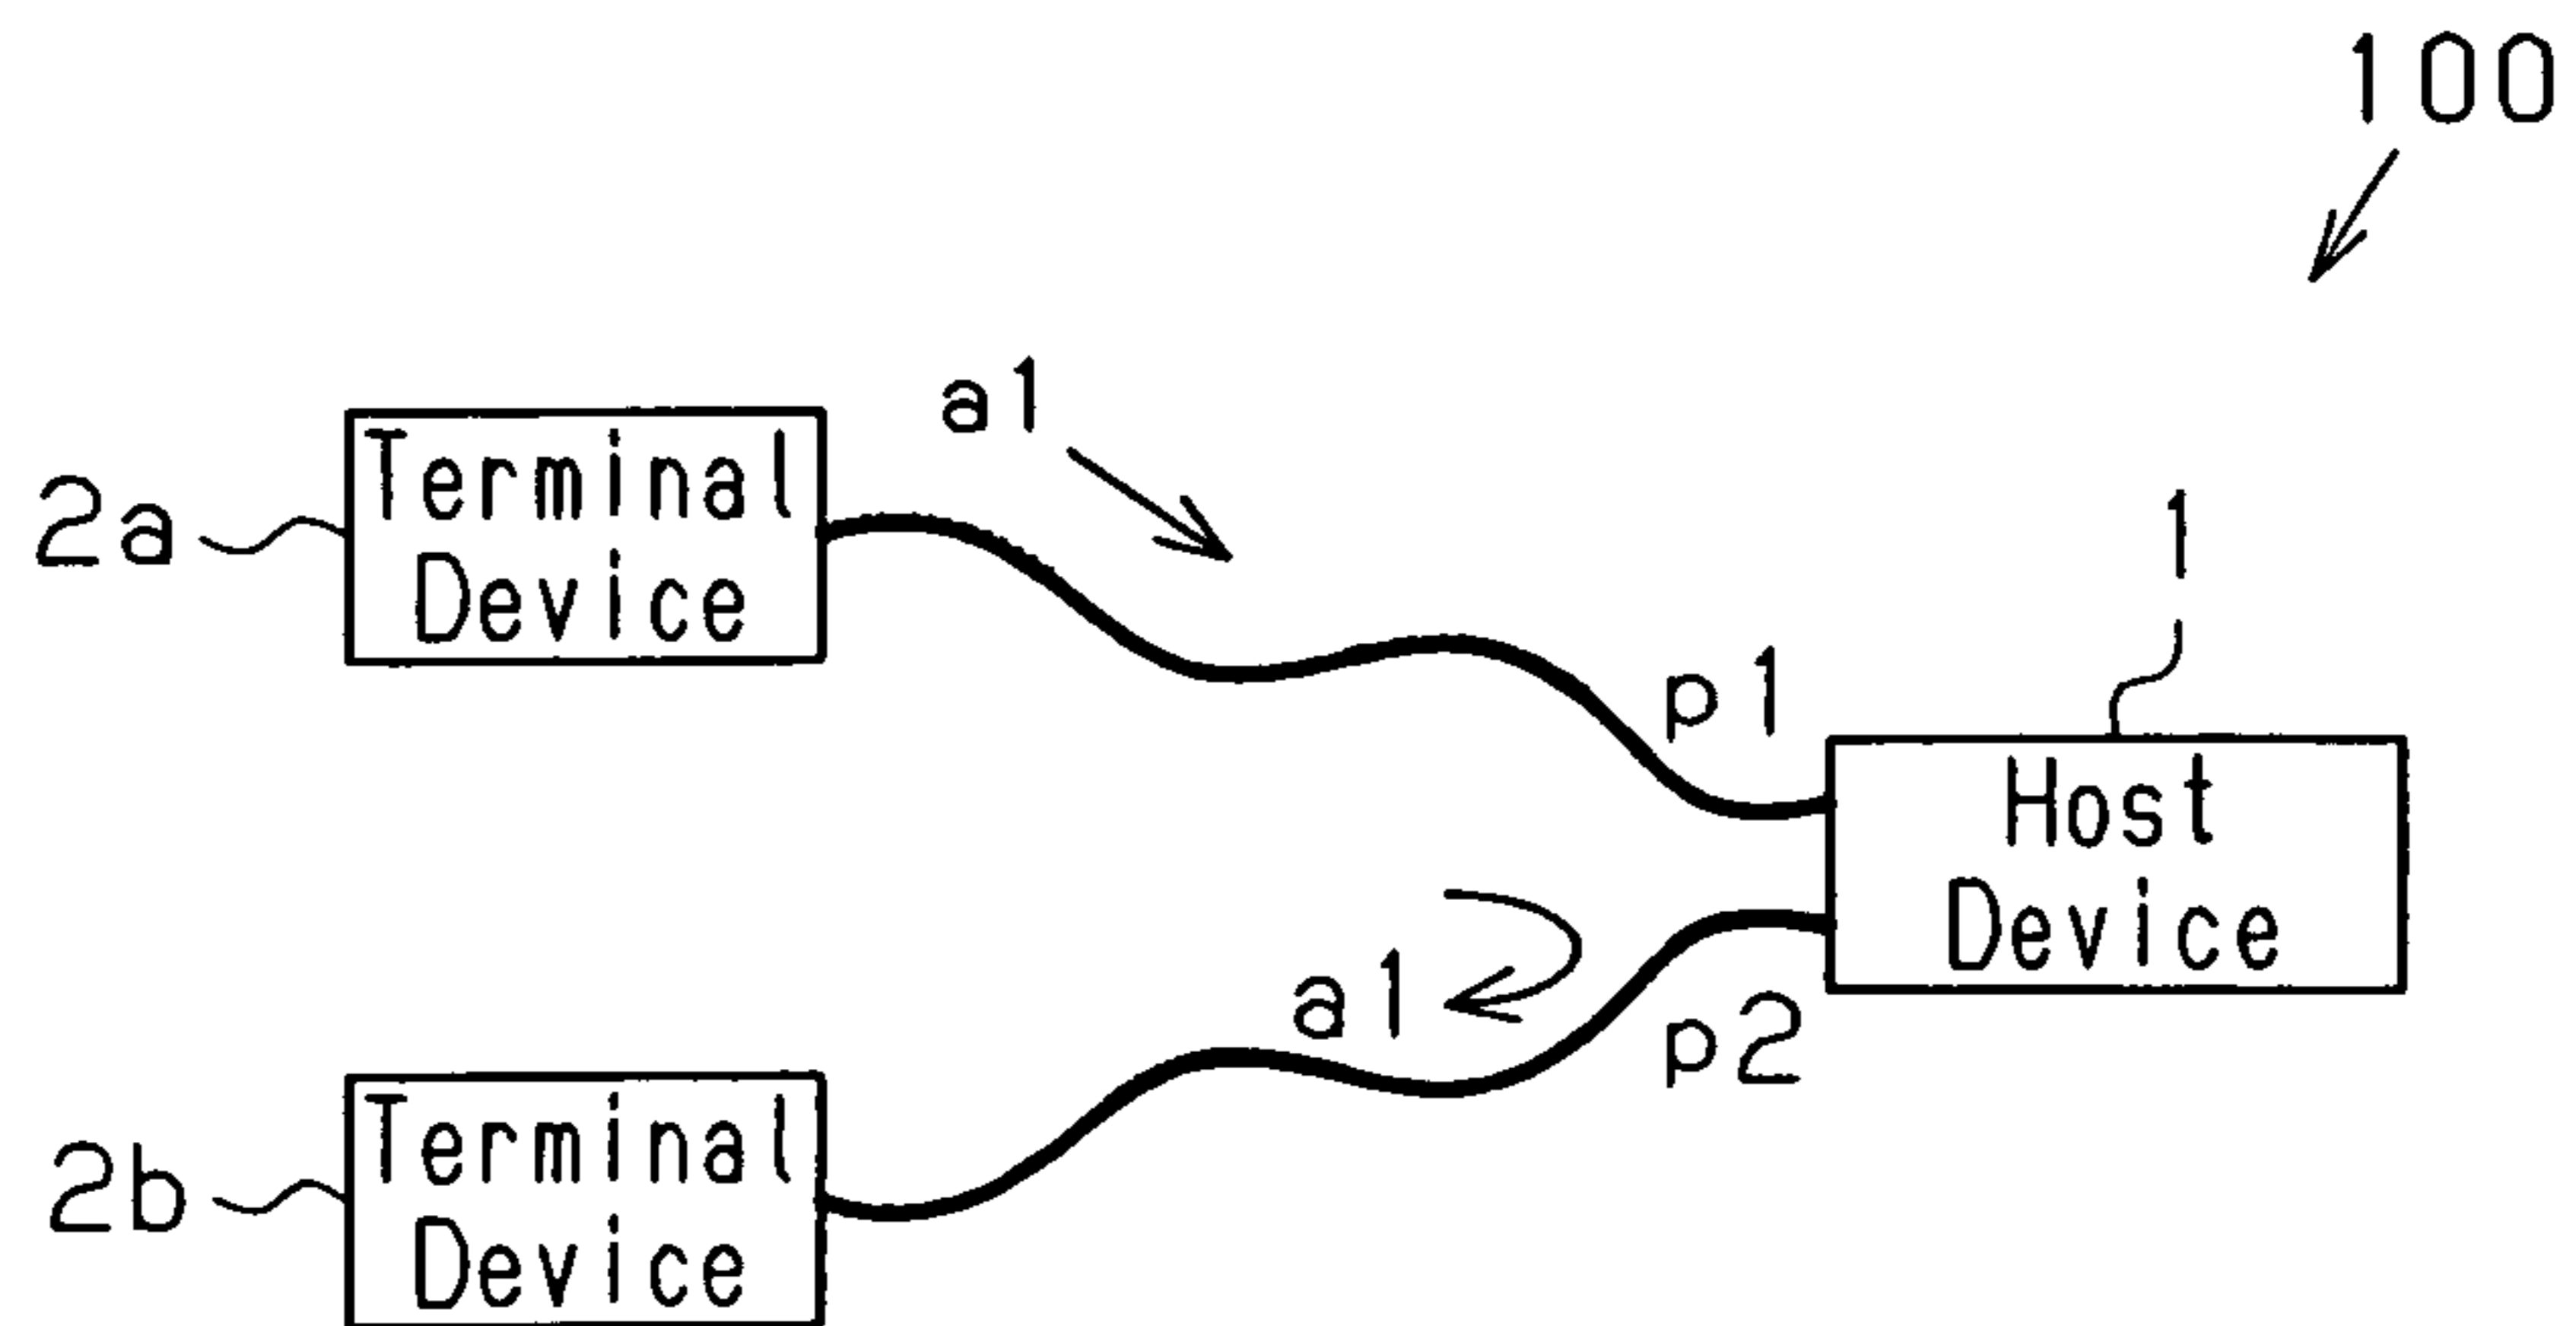 100
a1
Terminal
Device
2a
1
p1
Host
Device
a1
p2
Terminal
Device
2b